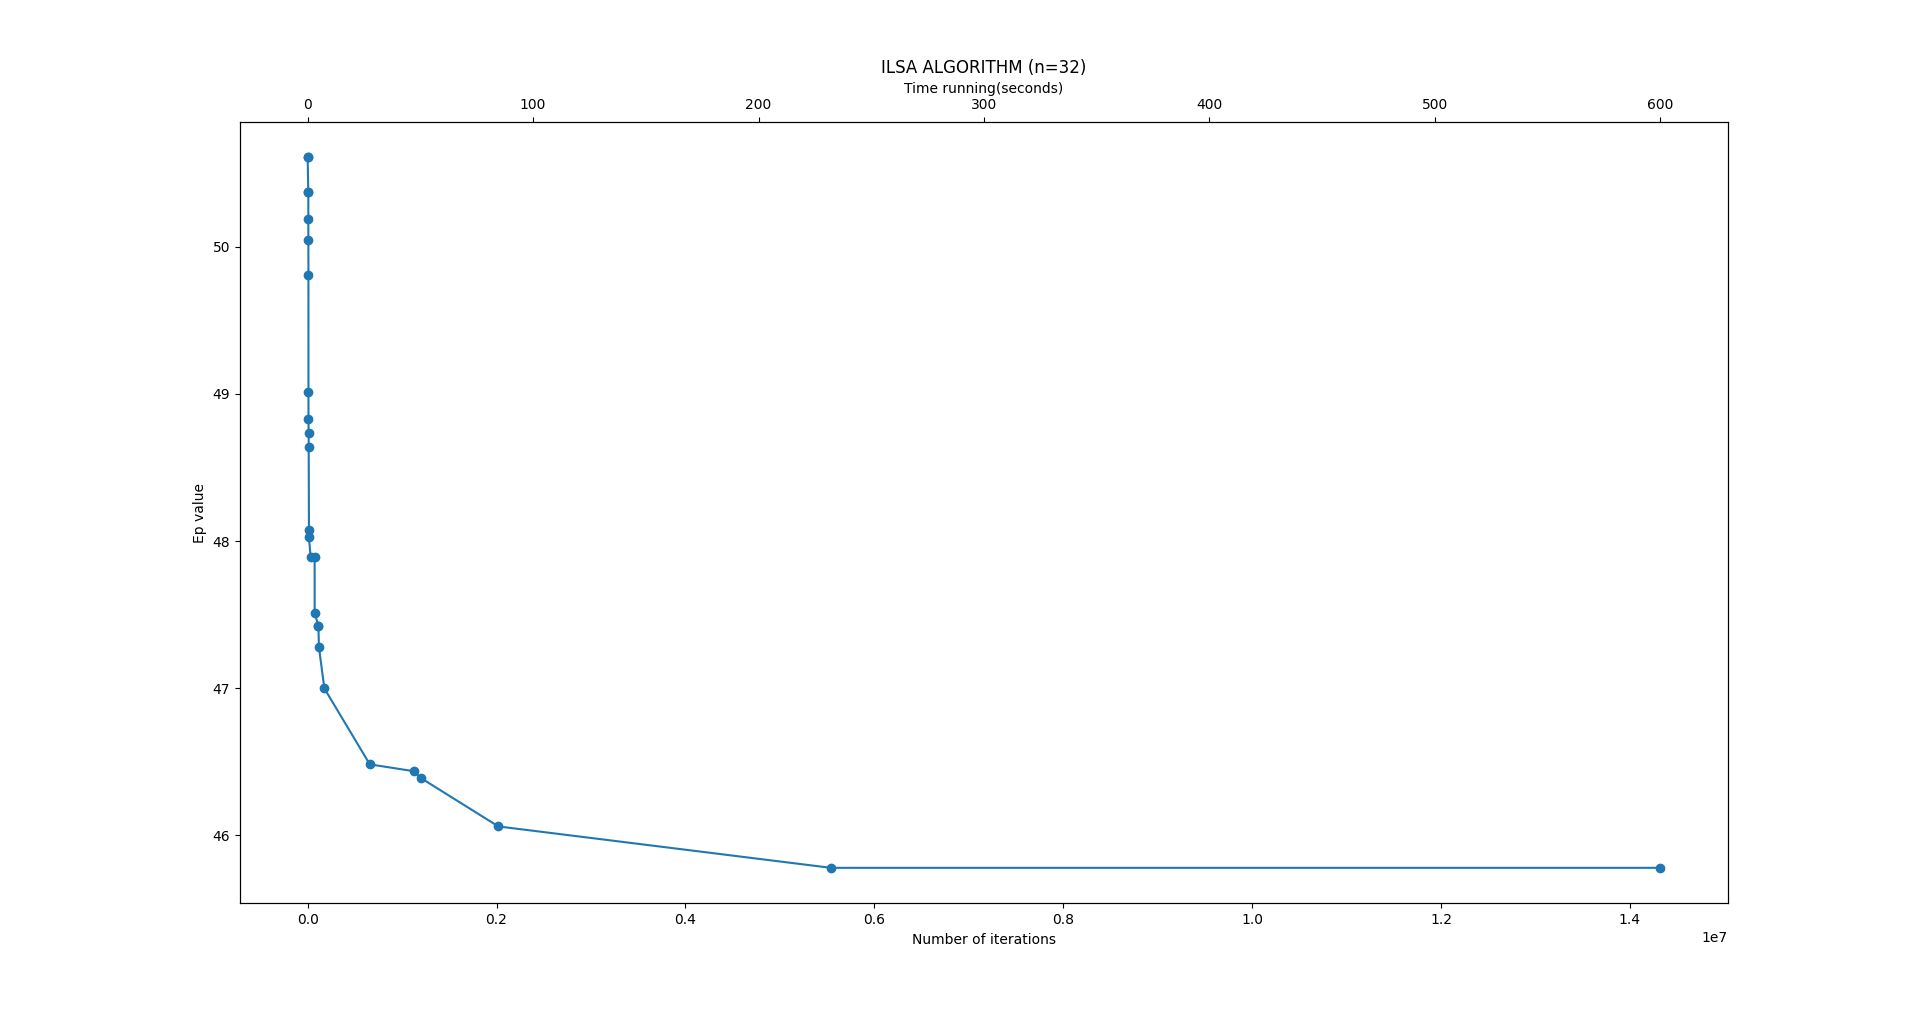 ILSA ALGORITHM (n=32)
Time running(seconds)
0 100 200 300 400 500 600
50
49
48
47
46
Ep value
0.0 0.2 0.4 0.6 0.8 1.0 1.2 1.4
Number of iterations
1e7